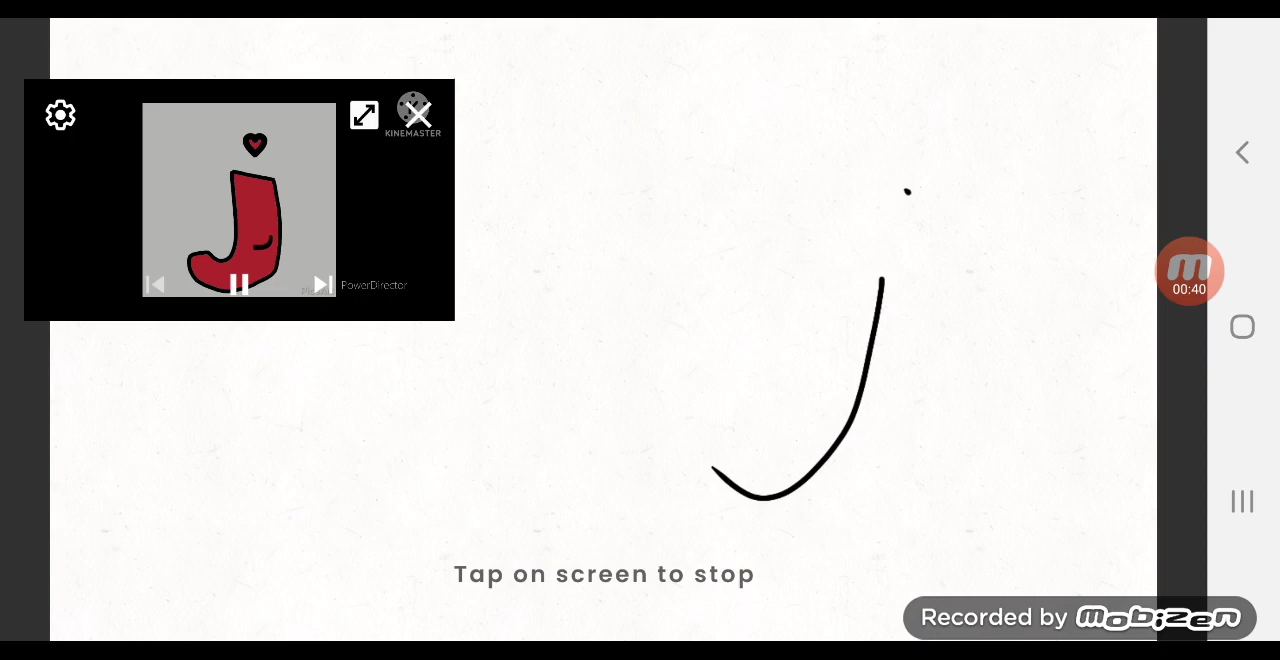 KINEMASTER
PowerDirector
j
00:40
Tap on screen to stop
Recorded by mobizen